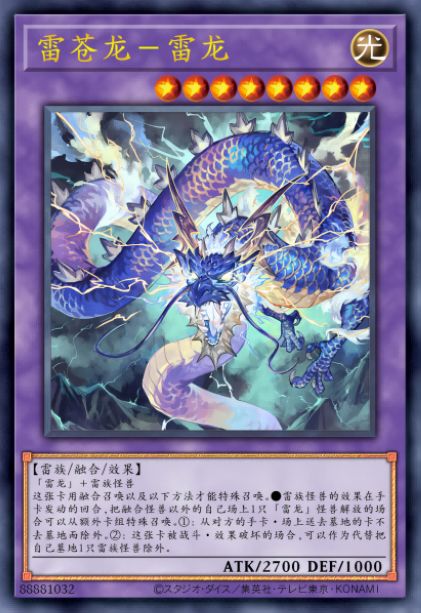 雷苍龙－雷龙
光
【雷族/融合/效果】
「雷龙」＋雷族怪兽
这张卡用融合召唤以及以下方法才能特殊召唤。●雷族怪兽的效果在手
卡发动的回合，把融合怪兽以外的自己场上1只「雷龙」怪兽解放的场
合可以从额外卡组特殊召唤。①：从对方的手卡·场上送去墓地的卡不
去墓地而除外。②：这张卡被战斗·效果破坏的场合，可以作为代替把
自己墓地1只雷族怪兽除外。
ATK/2700 DEF/1000
88881032
©スタジオ・ダイス／集英社・テレビ東京・KONAMI